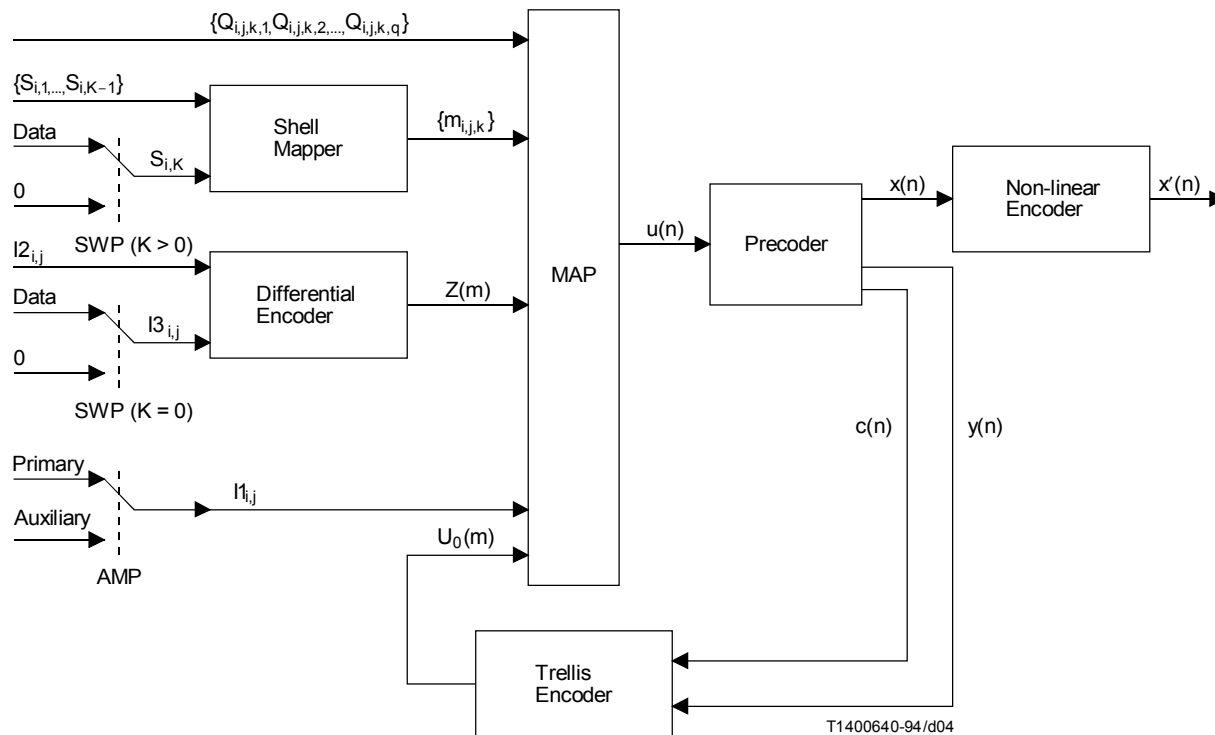 {Q_{i,j,k,1},Q_{i,j,k,2},...,Q_{i,j,k,q}}
{S_{i,1},...,S_{i,K–1}}
Shell
Mapper
{m_{i,j,k}}
Data
S_{i,K}
0
SWP (K > 0)
I2_{i,j}
Differential
Encoder
Z(m)
Data
I3_{i,j}
0
SWP (K = 0)
Primary
I1_{i,j}
Auxiliary
AMP
U_0(m)
MAP
u(n)
Precoder
x(n)
Non-linear
Encoder
x′(n)
c(n)
y(n)
Trellis
Encoder
T1400640-94/d04